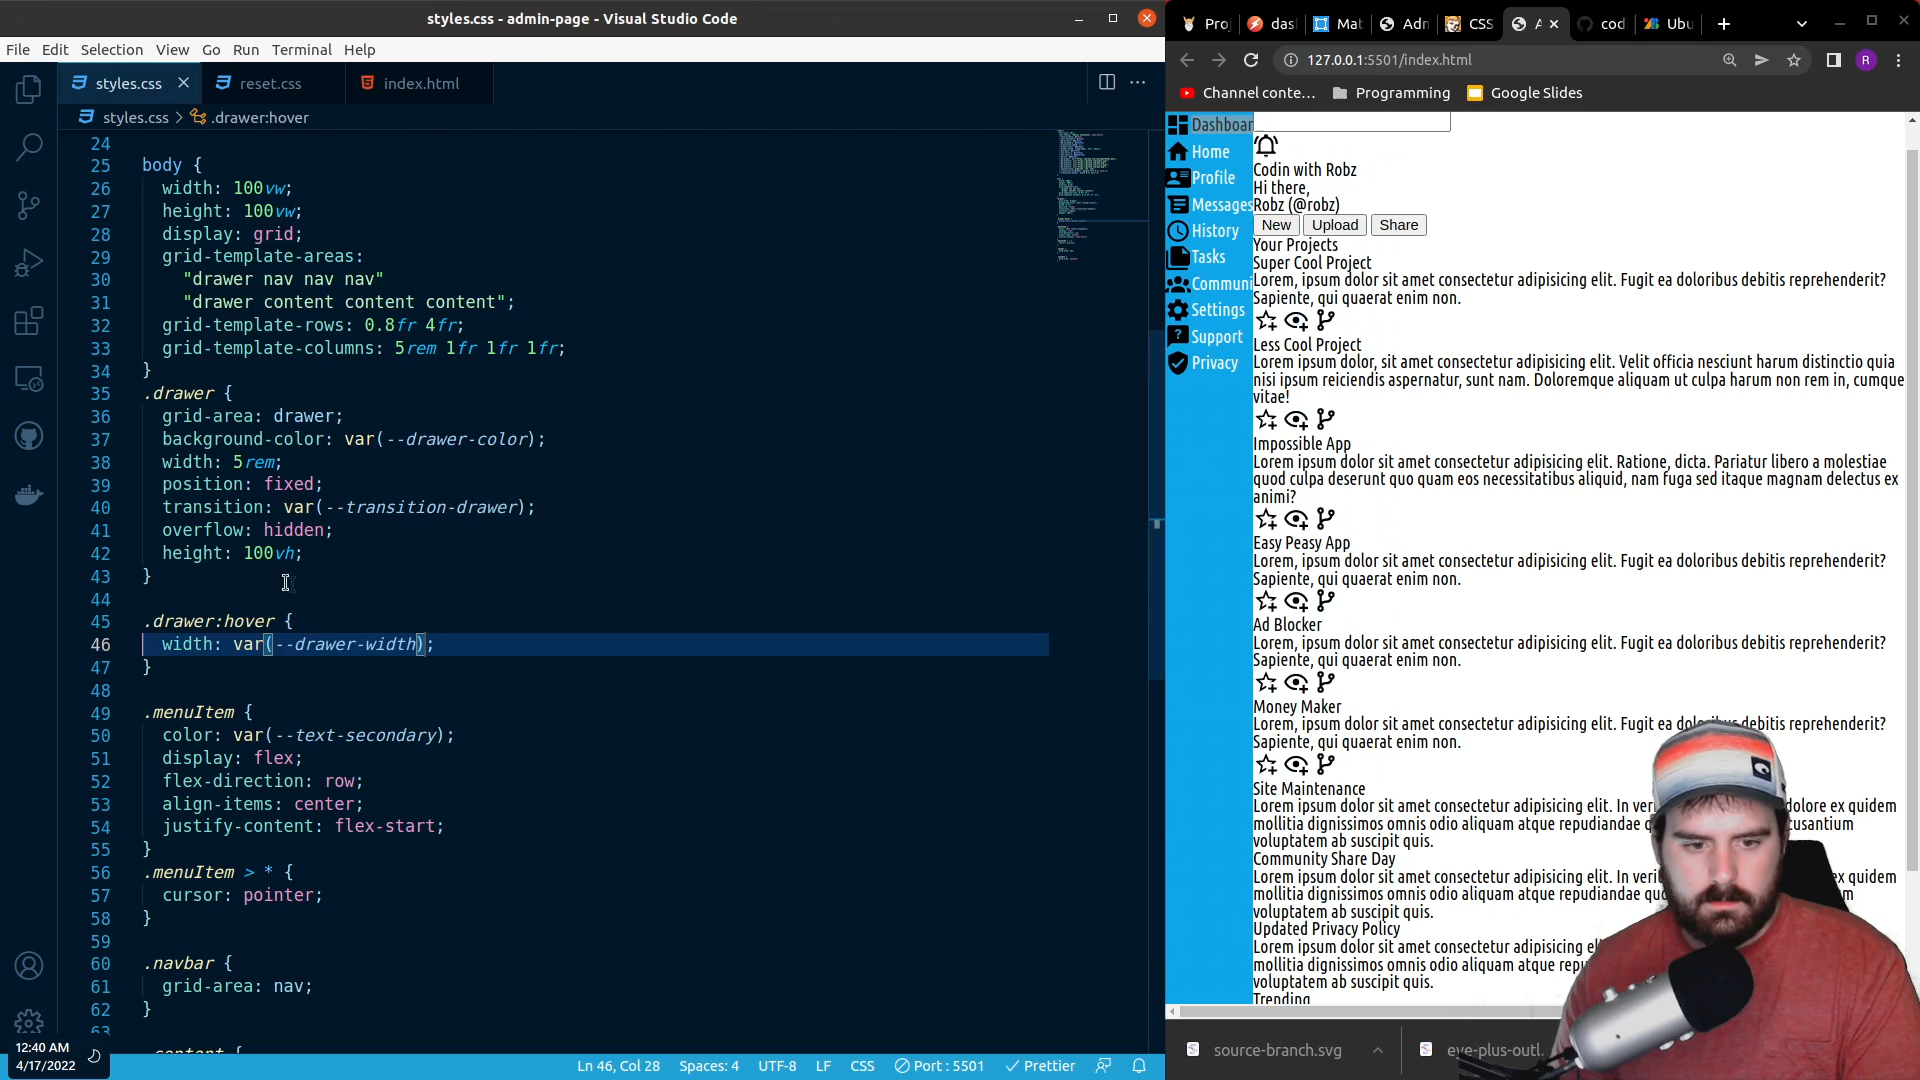 styles.css - admin-page - Visual Studio Code
File Edit Selection View Go Run Terminal Help
styles.css reset.css index.html
styles.css > .drawer:hover
24
25 body {
26 width: 100vw;
27 height: 100vw;
28 display: grid;
29 grid-template-areas:
30 "drawer nav nav nav"
31 "drawer content content content";
32 grid-template-rows: 0.8fr 4fr;
33 grid-template-columns: 5rem 1fr 1fr 1fr;
34 }
35 .drawer {
36 grid-area: drawer;
37 background-color: var(--drawer-color);
38 width: 5rem;
39 position: fixed;
40 transition: var(--transition-drawer);
41 overflow: hidden;
42 height: 100vh;
43 }
44
45 .drawer:hover {
46 width: var(--drawer-width);
47 }
48
49 .menuItem {
50 color: var(--text-secondary);
51 display: flex;
52 flex-direction: row;
53 align-items: center;
54 justify-content: flex-start;
55 }
56 .menuItem > * {
57 cursor: pointer;
58 }
59
60 .navbar {
61 grid-area: nav;
62 }
63
.content {
12:40 AM
4/17/2022
Ln 46, Col 28 Spaces: 4 UTF-8 LF CSS Port : 5501 Prettier
Proj das Mat Adn CSS A cod Ubu
127.0.0.1:5501/index.html R
Channel conte... Programming Google Slides
Dashboar
Home
Profile
Messages
History
Tasks
Communi
Settings
Support
Privacy
Codin with Robz
Hi there,
Robz (@robz)
New Upload Share
Your Projects
Super Cool Project
Lorem, ipsum dolor sit amet consectetur adipisicing elit. Fugit ea doloribus debitis reprehenderit?
Sapiente, qui quaerat enim non.
Less Cool Project
Lorem ipsum dolor, sit amet consectetur adipisicing elit. Velit officia nesciunt harum distinctio quia
nisi ipsum reiciendis aspernatur, sunt nam. Doloremque aliquam ut culpa harum non rem in, cumque
vitae!
Impossible App
Lorem ipsum dolor sit amet consectetur adipisicing elit. Ratione, dicta. Pariatur libero a molestiae
quod culpa deserunt quo quam eos necessitatibus aliquid, nam fuga sed itaque magnam delectus ex
animi?
Easy Peasy App
Lorem, ipsum dolor sit amet consectetur adipisicing elit. Fugit ea doloribus debitis reprehenderit?
Sapiente, qui quaerat enim non.
Ad Blocker
Lorem, ipsum dolor sit amet consectetur adipisicing elit. Fugit ea doloribus debitis reprehenderit?
Sapiente, qui quaerat enim non.
Money Maker
Lorem, ipsum dolor sit amet consectetur adipisicing elit. Fugit ea debitis reprehenderit?
Sapiente, qui quaerat enim non.
Site Maintenance
Lorem ipsum dolor sit amet consectetur adipisicing elit. In dolore ex quidem
mollitia dignissimos omnis odio aliquam atque repudiandae
voluptatem ab suscipit quis.
Community Share Day
Lorem ipsum dolor sit amet consectetur adipisicing elit. In ex quidem
mollitia dignissimos omnis odio aliquam atque repudiandae
voluptatem ab suscipit quis.
Updated Privacy Policy
Lorem ipsum dolor sit amet consectetur adipisicing
mollitia dignissimos omnis odio aliquam atque
voluptatem ab suscipit quis.
Trending
source-branch.svg eye-plus-outl.